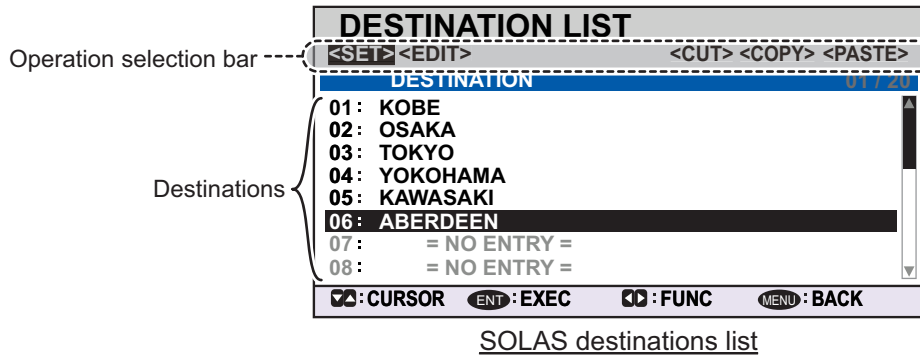 DESTINATION LIST
Operation selection bar
<SET> <EDIT> <CUT> <COPY> <PASTE>
DESTINATION 01 / 20
Destinations
01: KOBE
02: OSAKA
03: TOKYO
04: YOKOHAMA
05: KAWASAKI
06: ABERDEEN
07: = NO ENTRY =
08: = NO ENTRY =
▼▲: CURSOR ENT: EXEC ◀▶: FUNC MENU: BACK
SOLAS destinations list